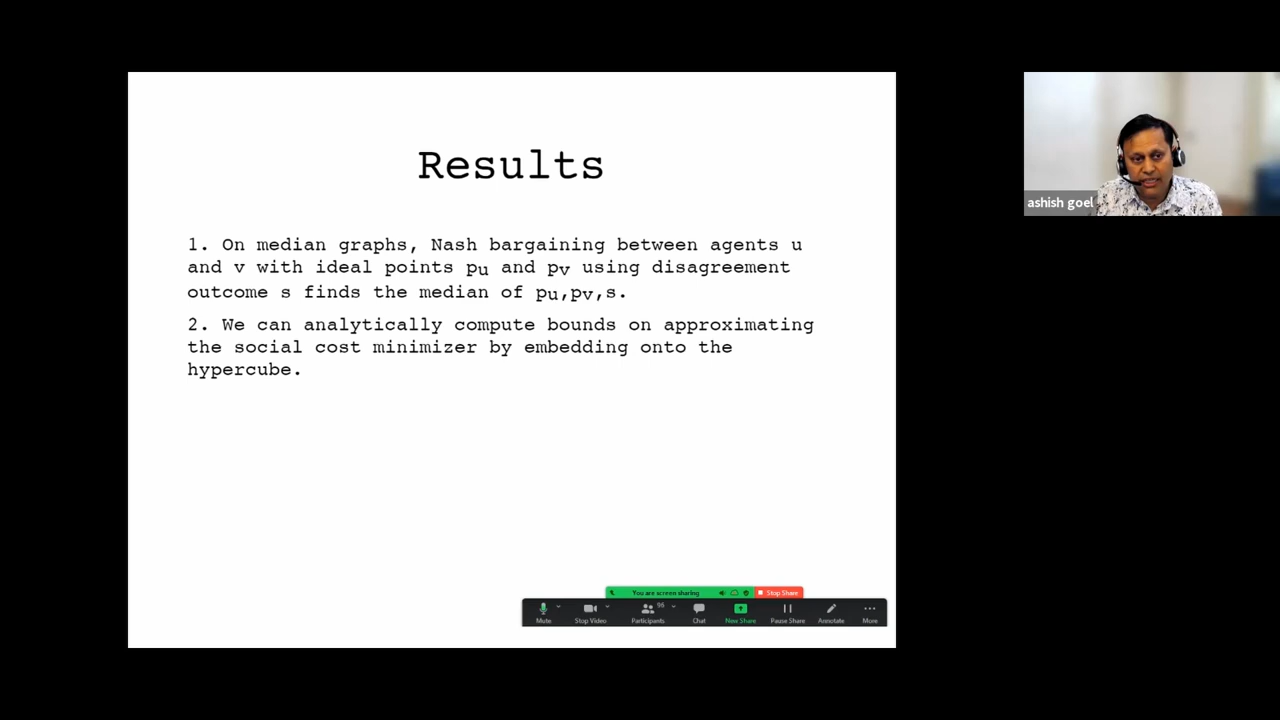 Results
1. On median graphs, Nash bargaining between agents u
and v with ideal points pu and pv using disagreement
outcome s finds the median of pu,pv,s.
2. We can analytically compute bounds on approximating
the social cost minimizer by embedding onto the
hypercube.
ashish goel
You are screen sharing
Stop Share
96
Mute
Stop Video
Participants
Chat
New Share
Pause Share
Annotate
More